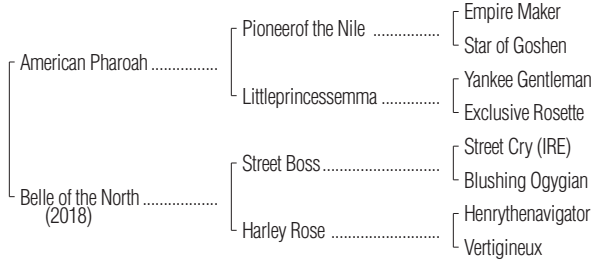 Empire Maker
Pioneerof the Nile ................
Star of Goshen
American Pharoah ................
Yankee Gentleman
Littleprincessemma ..............
Exclusive Rosette
Street Cry (IRE)
Street Boss............................
Blushing Ogygian
Belle of the North ..................
(2018)
Henrythenavigator
Harley Rose ..........................
Vertigineux